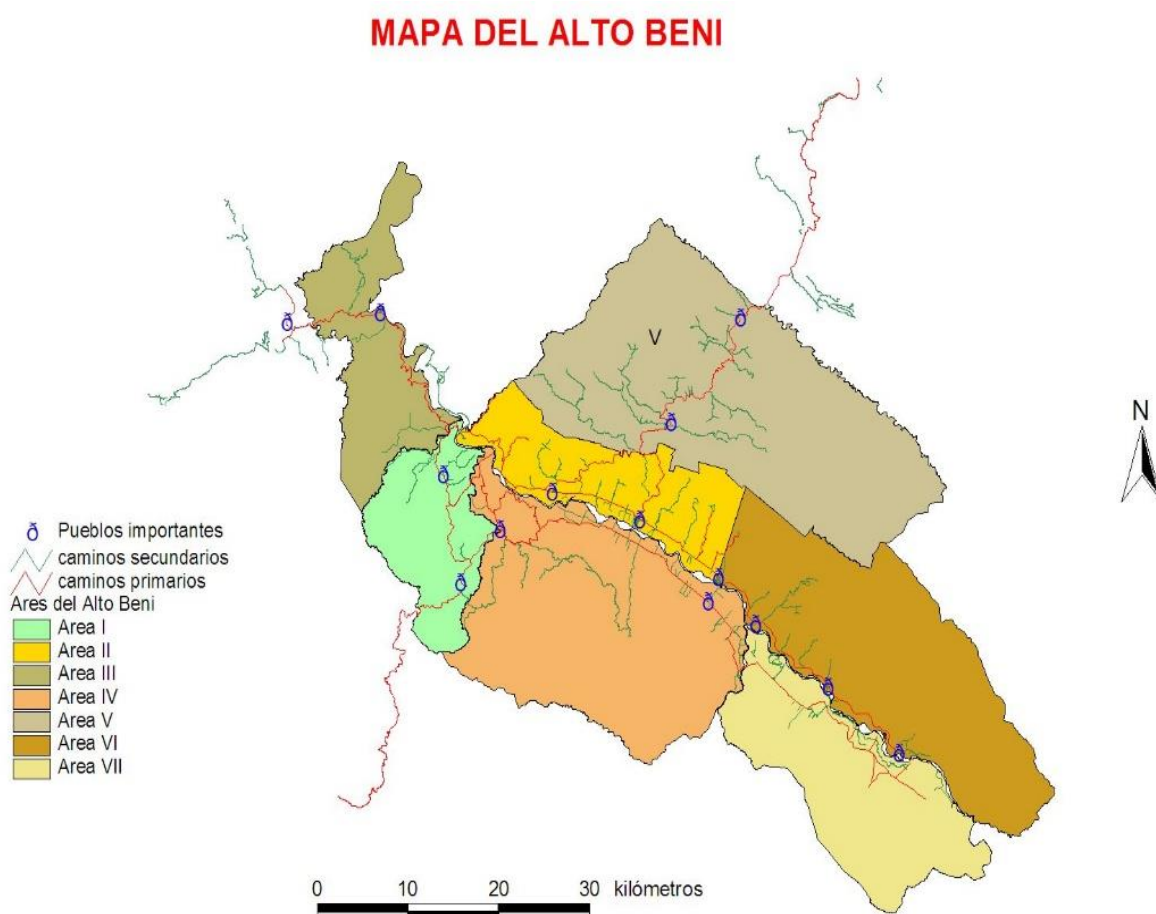 MAPA DEL ALTO BENI
V
N
Pueblos importantes
caminos secundarios
caminos primarios
Ares del Alto Beni
Area I
Area II
Area III
Area IV
Area V
Area VI
Area VII
0 10 20 30 kilómetros